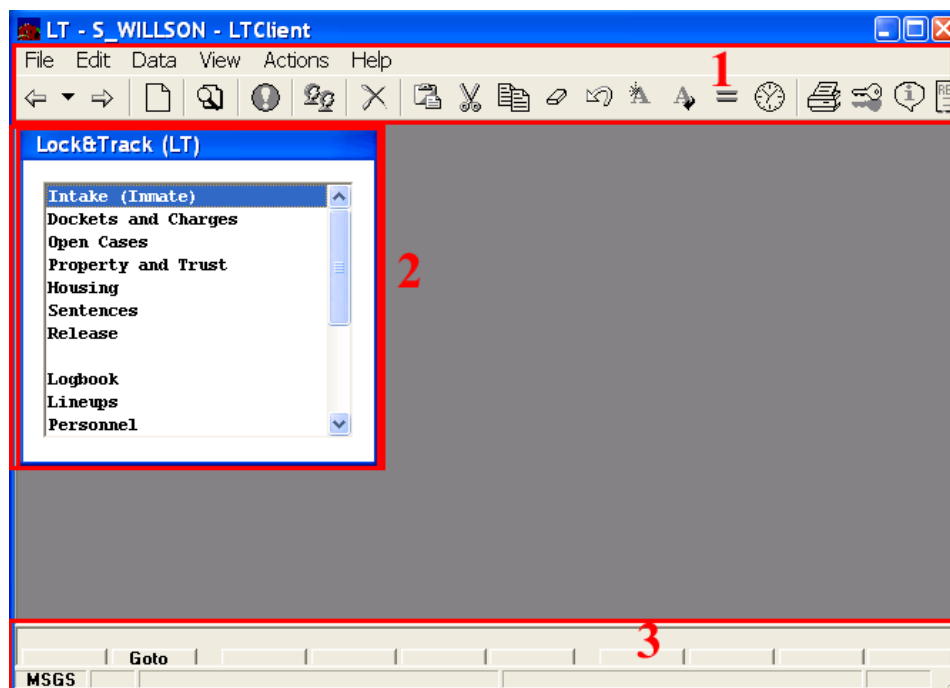 LT - S_WILLSON - LTClient
File Edit Data View Actions Help
1
Lock&Track (LT)
Intake (Inmate)
Dockets and Charges
Open Cases
Property and Trust
Housing
Sentences
Release
Logbook
Lineups
Personnel
2
3
Goto
MSGS